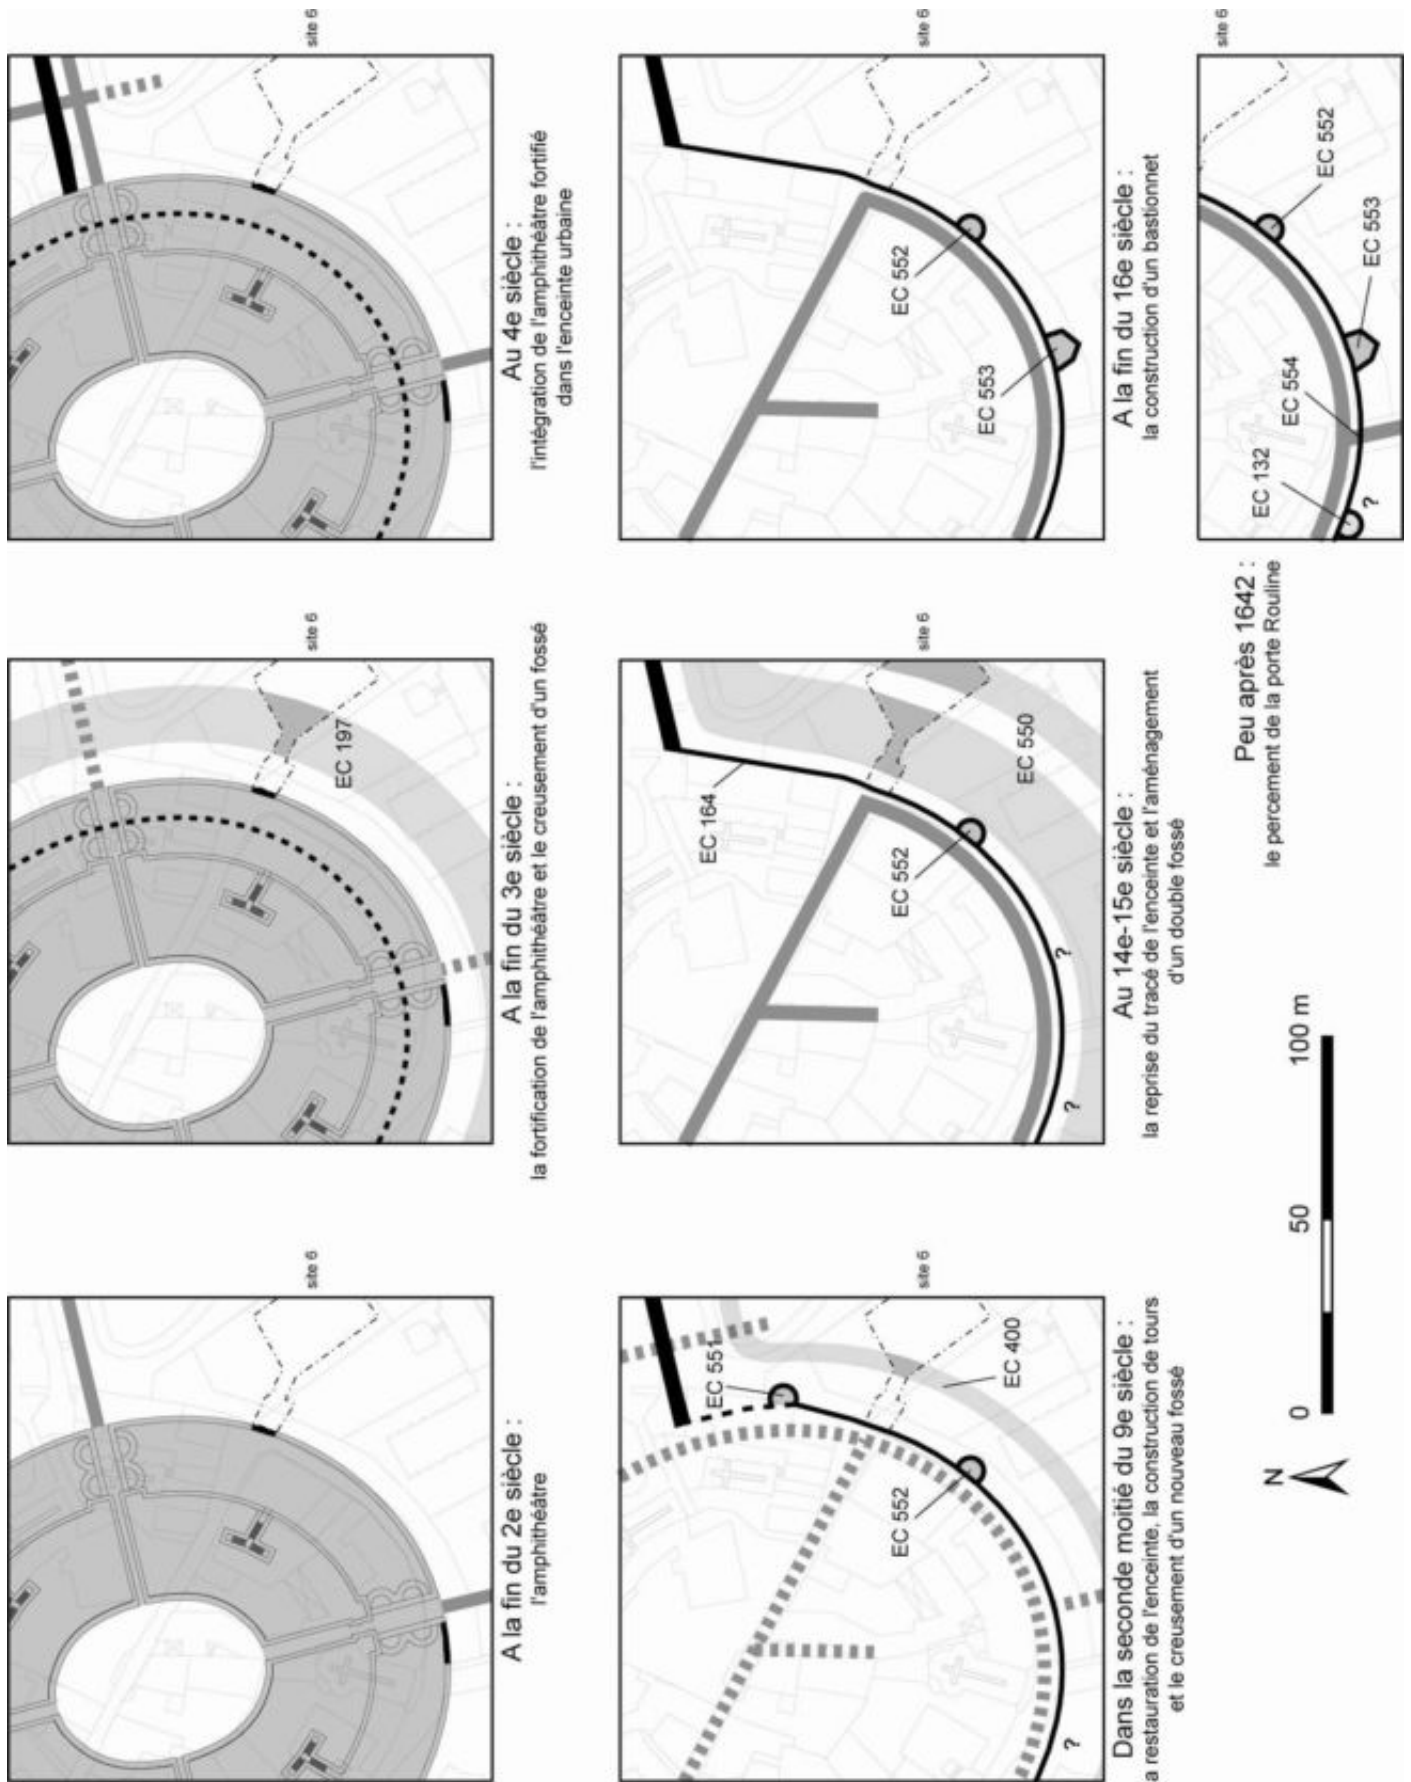 site 6
A la fin du 2e siècle :
l'amphithéâtre
EC 197
site 6
A la fin du 3e siècle :
la fortification de l'amphithéâtre et le creusement d'un fossé
site 6
Au 4e siècle :
l'intégration de l'amphithéâtre fortifié
dans l'enceinte urbaine
EC 551
EC 552
EC 400
?
site 6
Dans la seconde moitié du 9e siècle :
a restauration de l'enceinte, la construction de tours
et le creusement d'un nouveau fossé
EC 164
EC 552
EC 550
?
?
site 6
Au 14e-15e siècle :
la reprise du tracé de l'enceinte et l'aménagement
d'un double fossé
EC 552
EC 553
site 6
A la fin du 16e siècle :
la construction d'un bastionnet
N
0
50
100 m
Peu après 1642 :
le percement de la porte Rouline
site 6
EC 132
EC 554
EC 552
EC 553
?